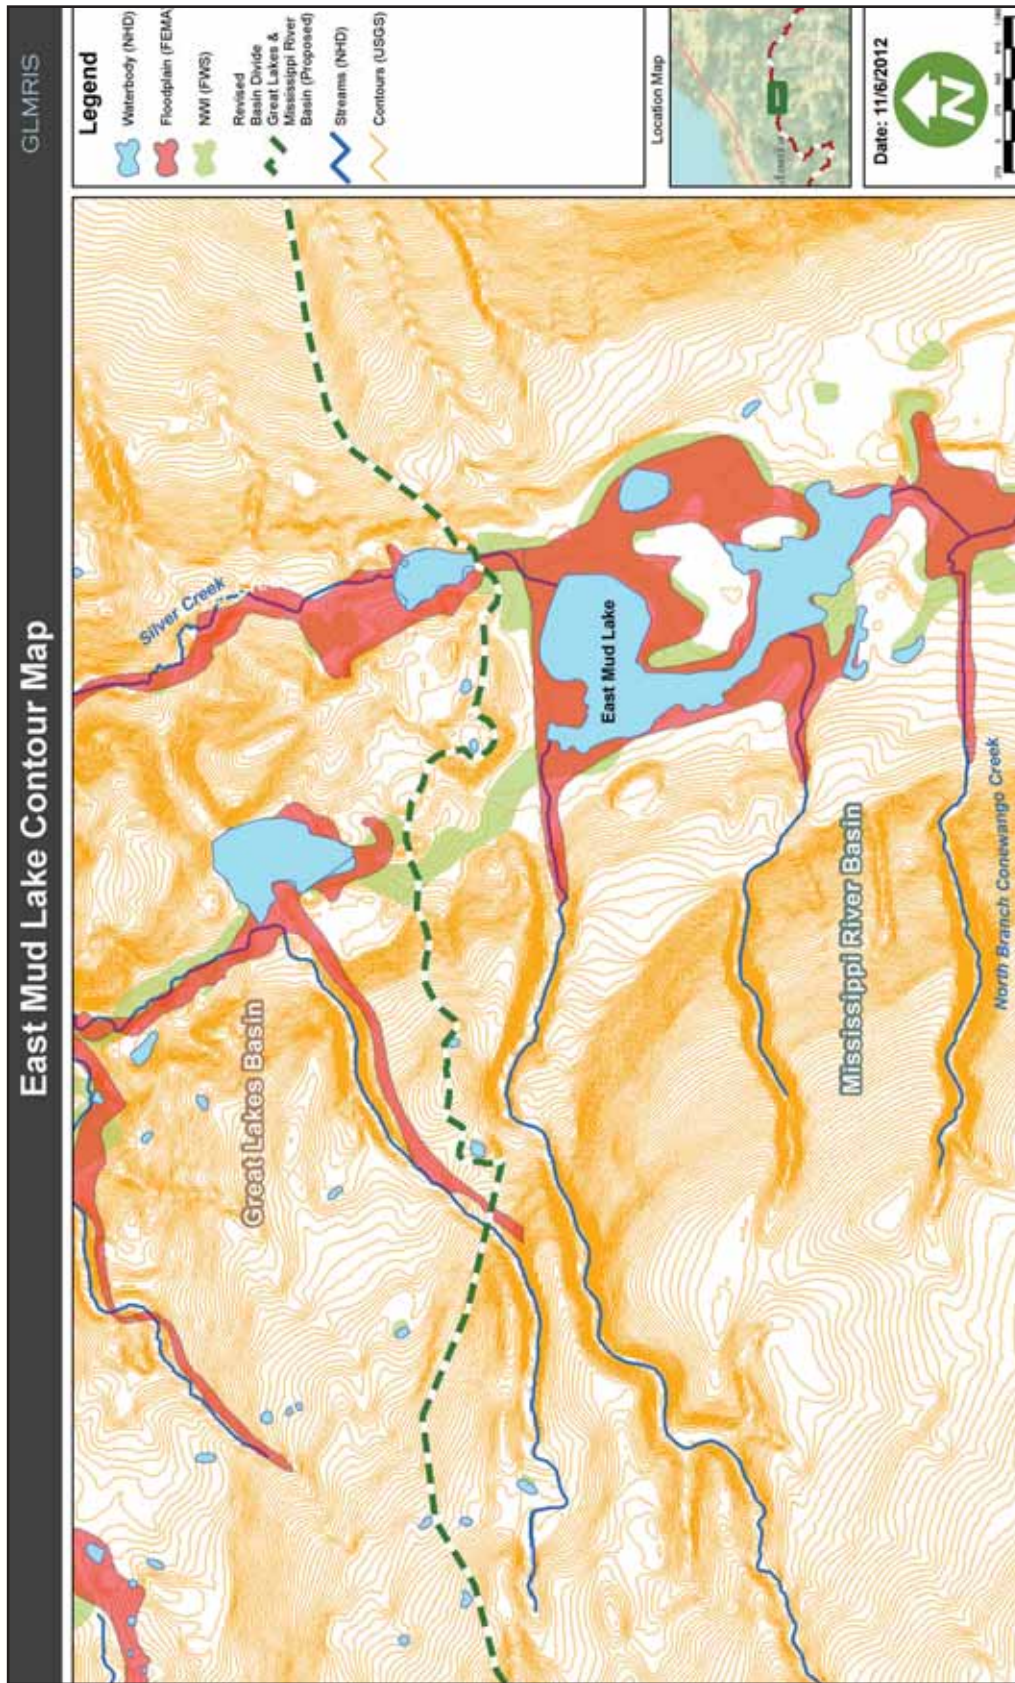 East Mud Lake Contour Map
GLMRIS
Legend
Waterbody (NHD)
Floodplain (FEMA
NWI (FWS)
Revised
Basin Divide
Great Lakes &
Mississippi River
Basin (Proposed)
Streams (NHD)
Contours (USGS)
Location Map
Date: 11/6/2012
N
Silver Creek
East Mud Lake
Great Lakes Basin
Mississippi River Basin
North Branch Conewango Creek